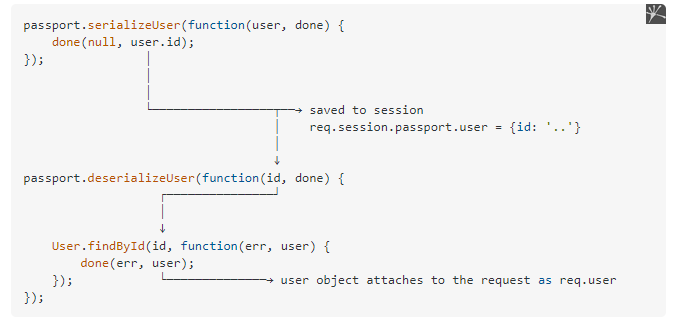 passport.serializeUser(function(user, done) {
    done(null, user.id);
});
saved to session
req.session.passport.user = {id: '..'}
passport.deserializeUser(function(id, done) {
    User.findById(id, function(err, user) {
        done(err, user);
    });
user object attaches to the request as req.user
});